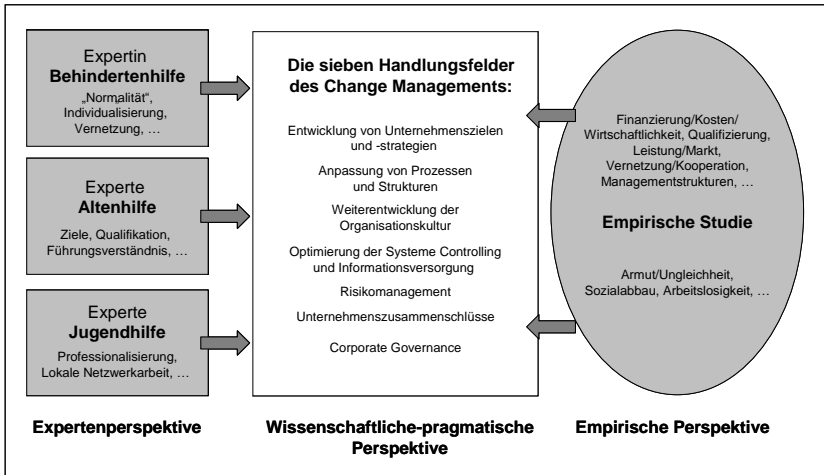 Expertin
Behindertenhilfe
„Normalität“,
Individualisierung,
Vernetzung, …
Experte
Altenhilfe
Ziele, Qualifikation,
Führungsverständnis, …
Experte
Jugendhilfe
Professionalisierung,
Lokale Netzwerkarbeit, …
Expertenperspektive
Die sieben Handlungsfelder
des Change Managements:
Entwicklung von Unternehmenszielen
und -strategien
Anpassung von Prozessen
und Strukturen
Weiterentwicklung der
Organisationskultur
Optimierung der Systeme Controlling
und Informationsversorgung
Risikomanagement
Unternehmenszusammenschlüsse
Corporate Governance
Wissenschaftliche-pragmatische
Perspektive
Finanzierung/Kosten/
Wirtschaftlichkeit, Qualifizierung,
Leistung/Markt,
Vernetzung/Kooperation,
Managementstrukturen, …
Empirische Studie
Armut/Ungleichheit,
Sozialabbau, Arbeitslosigkeit, …
Empirische Perspektive